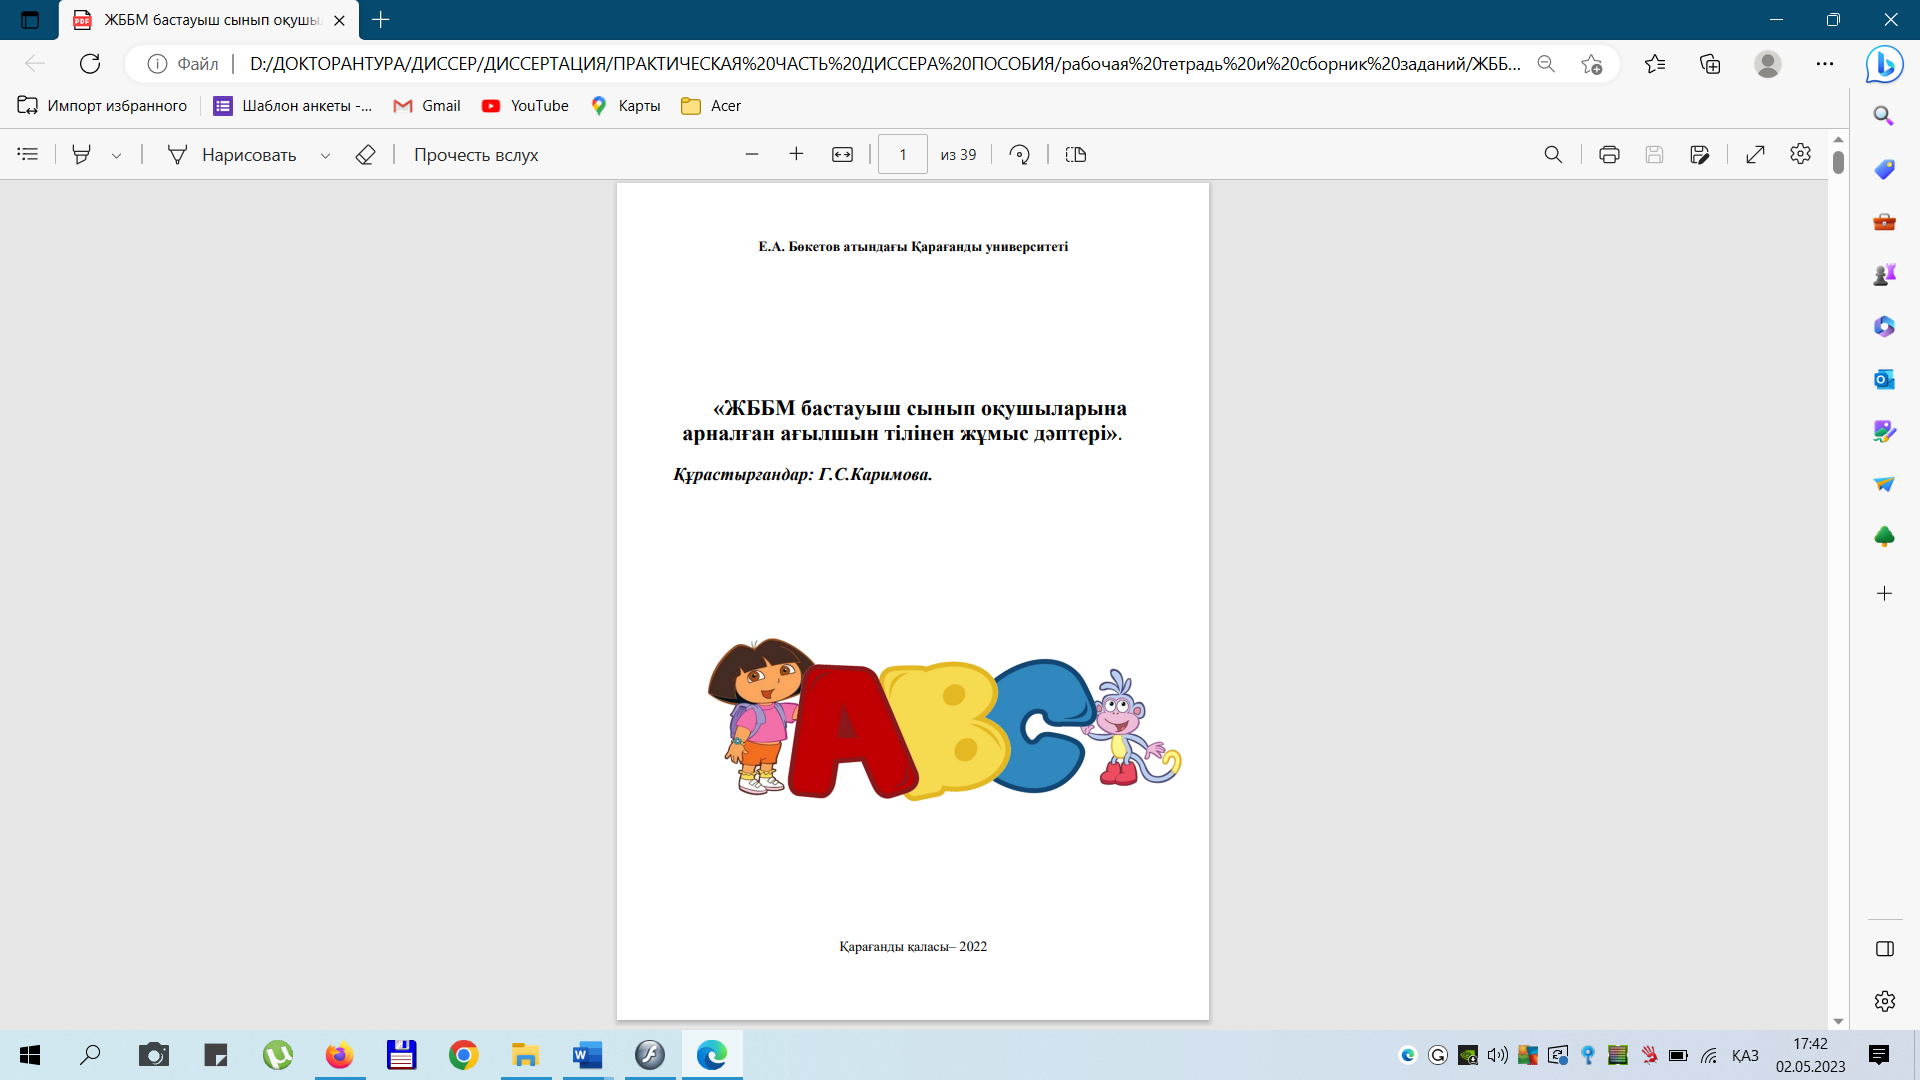 ЖББМ бастауыш сынып оқушы
Файл
D:/ДОКТОРАНТУРА/ДИССЕР/ДИССЕРТАЦИЯ/ПРАКТИЧЕСКАЯ%20ЧАСТЬ%20ДИССЕРА%20ПОСОБИЯ/рабочая%20тетрадь%20и%20сборник%20заданий/ЖББ...
Импорт избранного
Шаблон анкеты -...
Gmail
YouTube
Карты
Acer
Нарисовать
Прочесть вслух
1
из 39
Е.А. Бөкетов атындағы Қарағанды университеті
«ЖББМ бастауыш сынып оқушыларына
арналған ағылшын тілінен жұмыс дәптері».
Құрастырғандар: Г.С.Каримова.
ABC
Қарағанды қаласы– 2022
ҚАЗ
17:42
02.05.2023